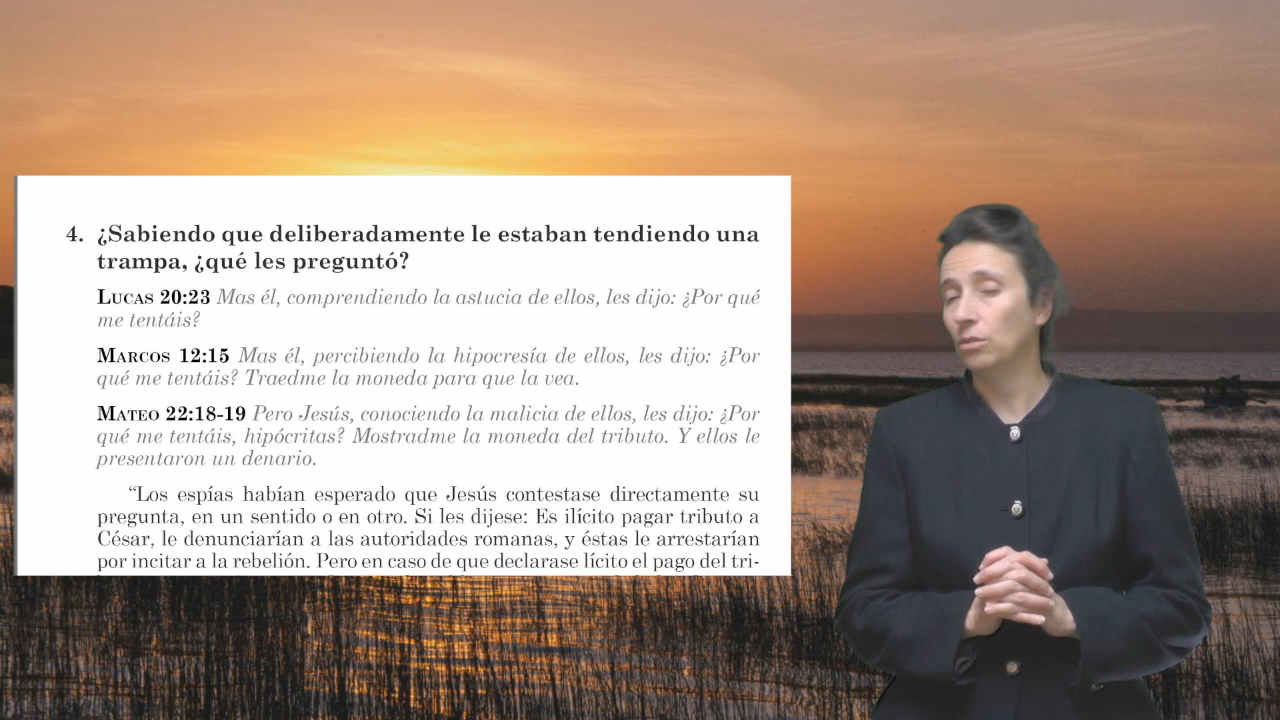 4. ¿Sabiendo que deliberadamente le estaban tendiendo una
trampa, ¿qué les preguntó?
LUCAS 20:23 Mas él, comprendiendo la astucia de ellos, les dijo: ¿Por qué
me tentáis?
MARCOS 12:15 Mas él, percibiendo la hipocresía de ellos, les dijo: ¿Por
qué me tentáis? Traedme la moneda para que la vea.
MATEO 22:18-19 Pero Jesús, conociendo la malicia de ellos, les dijo: ¿Por
qué me tentáis, hipócritas? Mostradme la moneda del tributo. Y ellos le
presentaron un denario.
“Los espías habían esperado que Jesús contestase directamente su
pregunta, en un sentido o en otro. Si les dijese: Es ilícito pagar tributo a
César, le denunciarían a las autoridades romanas, y éstas le arrestarían
por incitar a la rebelión. Pero en caso de que declarase lícito el pago del tri-